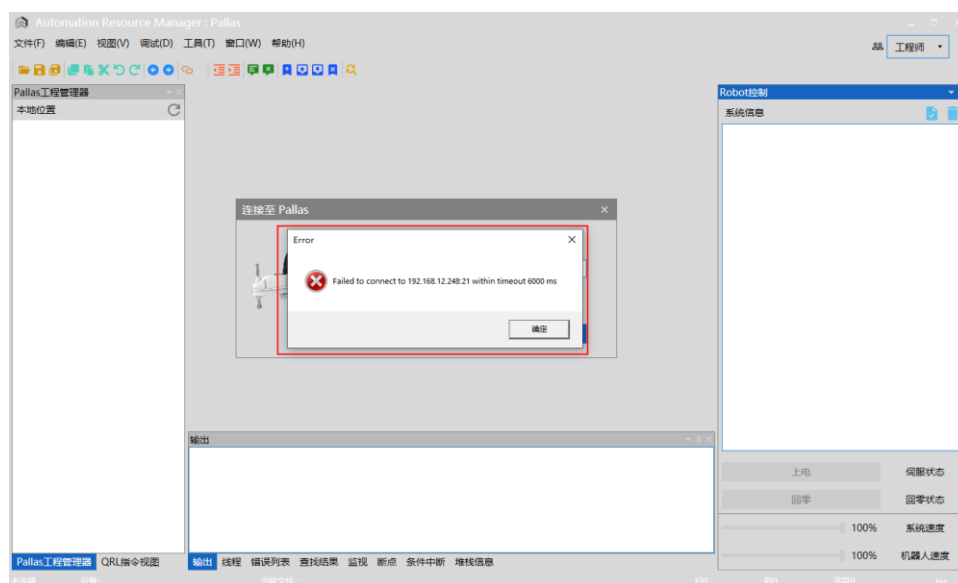 Automation Resource Manager : Pallas
文件(F) 编辑(E) 视图(V) 调试(D) 工具(T) 窗口(W) 帮助(H)
工程师
Pallas工程管理器
本地位置
Robot控制
系统信息
连接至 Pallas
Error
Failed to connect to 192.168.12.248:21 within timeout 6000 ms
确定
输出
上电 伺服状态
回零 回零状态
100% 系统速度
100% 机器人速度
Pallas工程管理器 QRL指令视图
输出 线程 错误列表 查找结果 监视 断点 条件中断 堆栈信息